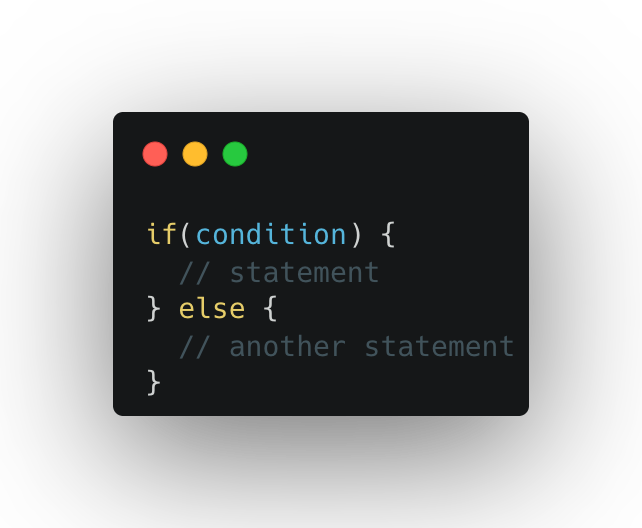 if(condition) {
  // statement
} else {
  // another statement
}